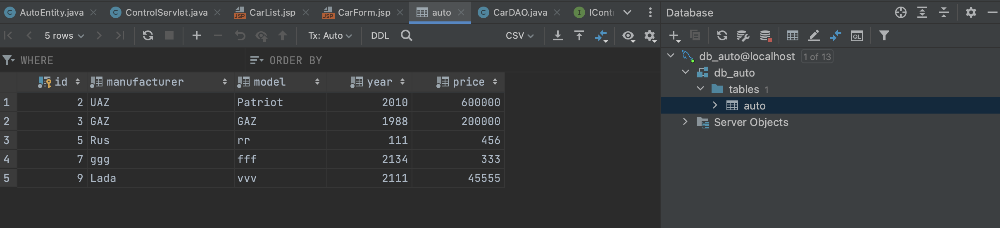 AutoEntity.java ControlServlet.java CarList.jsp CarForm.jsp auto CarDAO.java IContr
Database
5 rows Tx: Auto DDL CSV
WHERE ORDER BY
id manufacturer model year price
1 2 UAZ Patriot 2010 600000
2 3 GAZ GAZ 1988 200000
3 5 Rus rr 111 456
4 7 ggg fff 2134 333
5 9 Lada vvv 2111 45555
QL
db_auto@localhost 1 of 13
db_auto
tables 1
auto
Server Objects